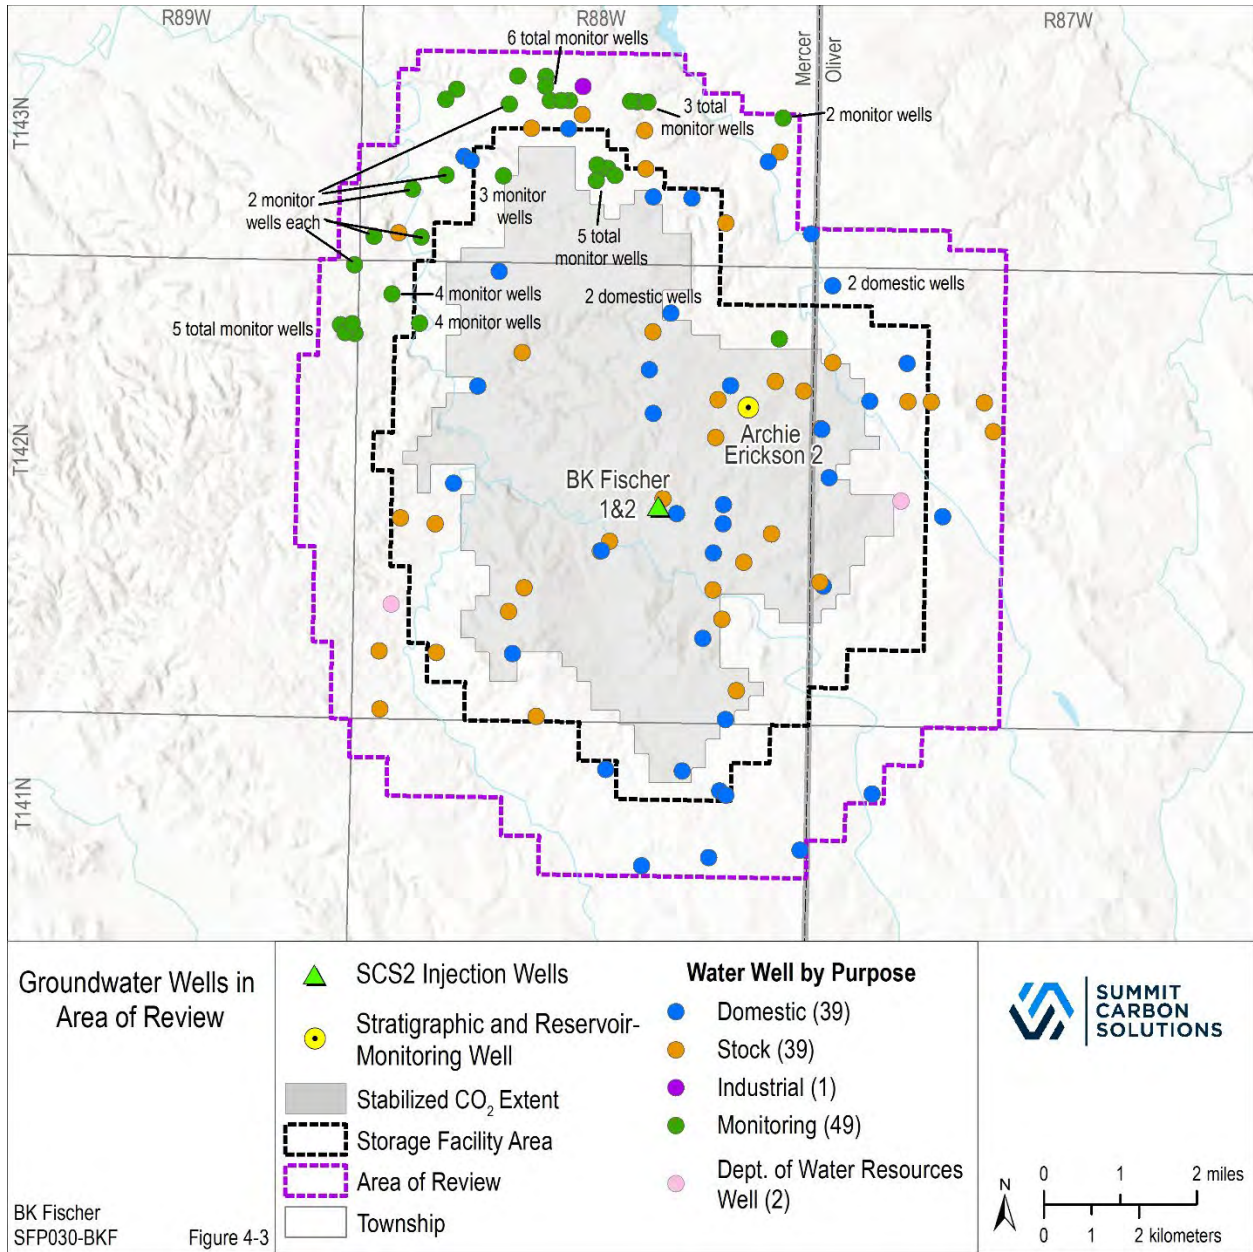 R89W
R88W
R87W
6 total monitor wells
Mercer
Oliver
T143N
3 total
monitor wells
2 monitor wells
2 monitor
wells each
3 monitor
wells
5 total
monitor wells
4 monitor wells
2 domestic wells
2 domestic wells
5 total monitor wells
4 monitor wells
T142N
Archie
Erickson 2
BK Fischer
1&2
T141N
Groundwater Wells in
Area of Review
BK Fischer
SFP030-BKF
Figure 4-3
SCS2 Injection Wells
Stratigraphic and Reservoir-
Monitoring Well
Stabilized CO2 Extent
Storage Facility Area
Area of Review
Township
Water Well by Purpose
Domestic (39)
Stock (39)
Industrial (1)
Monitoring (49)
Dept. of Water Resources
Well (2)
SUMMIT
CARBON
SOLUTIONS
N
0 1 2 miles
0 1 2 kilometers